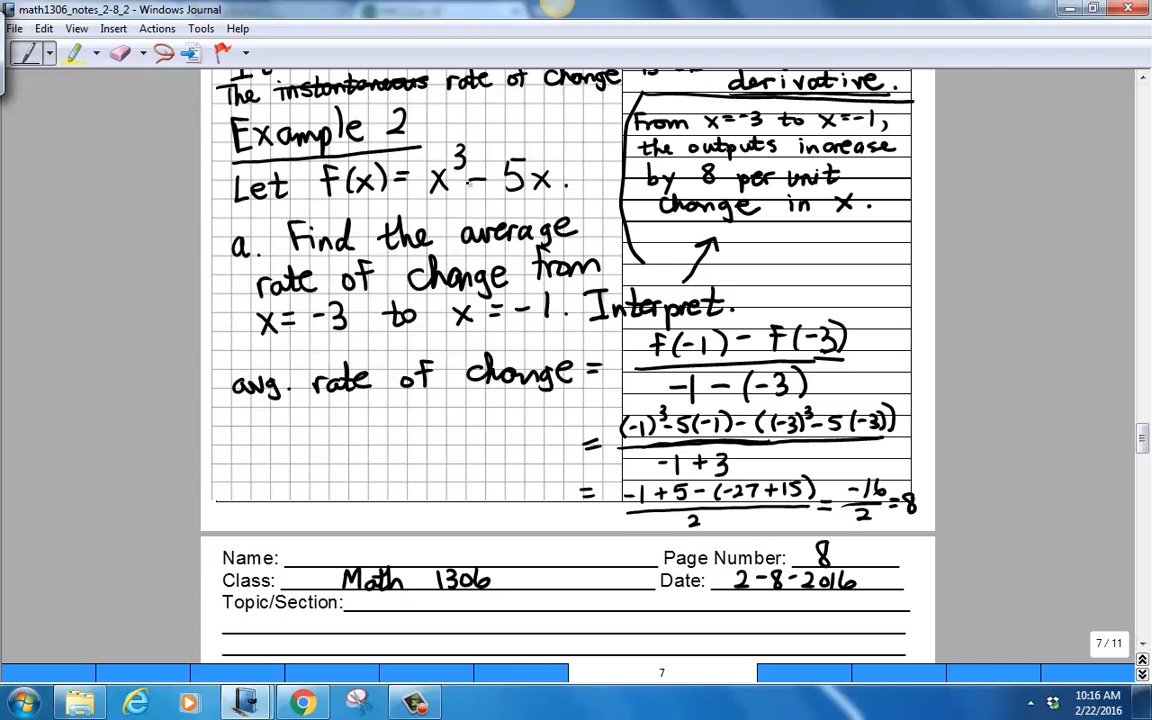 math1306_notes_2-8_2 - Windows Journal
File Edit View Insert Actions Tools Help
The instantaneous rate of change
Example 2
Let f(x) = x³ - 5x.
a. Find the average
rate of change from
x = -3 to x = -1. Interpret.
avg. rate of change =
derivative.
From x=-3 to x=-1,
the outputs increase
by 8 per unit
change in x.
f(-1) - f(-3)
-1 - (-3)
= (-1)³-5(-1)-((-3)³-5(-3))
-1 + 3
= -1+5-(-27+15) = -16 = 8
2 2
Name: Page Number: 8
Class: Math 1306 Date: 2-8-2016
Topic/Section:
7 / 11
7
10:16 AM
2/22/2016